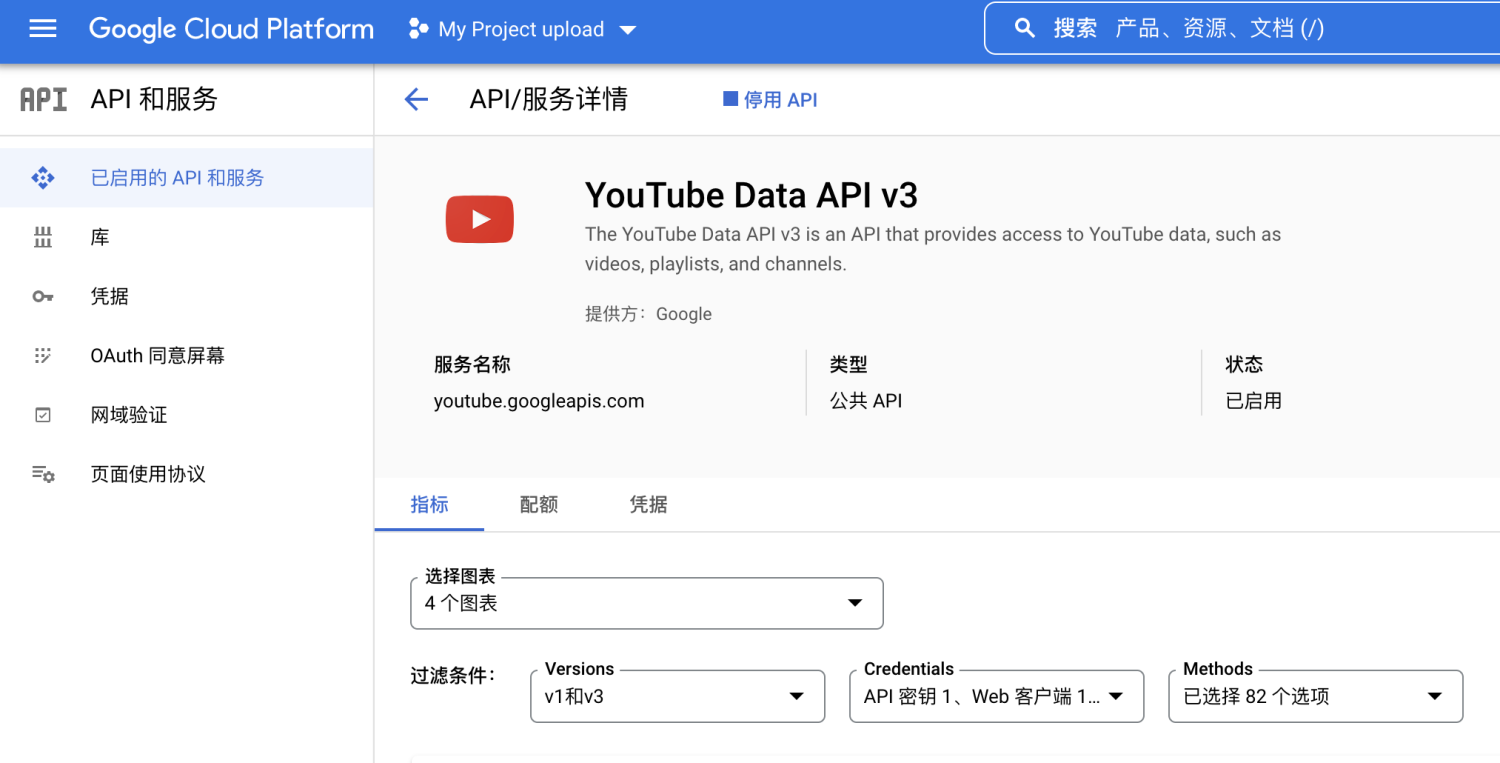 Google Cloud Platform
My Project upload
搜索 产品、资源、文档 (/)
API API 和服务
API/服务详情
停用 API
已启用的 API 和服务
库
凭据
OAuth 同意屏幕
网域验证
页面使用协议
YouTube Data API v3
The YouTube Data API v3 is an API that provides access to YouTube data, such as
videos, playlists, and channels.
提供方：Google
服务名称
youtube.googleapis.com
类型
公共 API
状态
已启用
指标
配额
凭据
选择图表
4 个图表
过滤条件：
Versions
v1和v3
Credentials
API 密钥 1、Web 客户端 1...
Methods
已选择 82 个选项